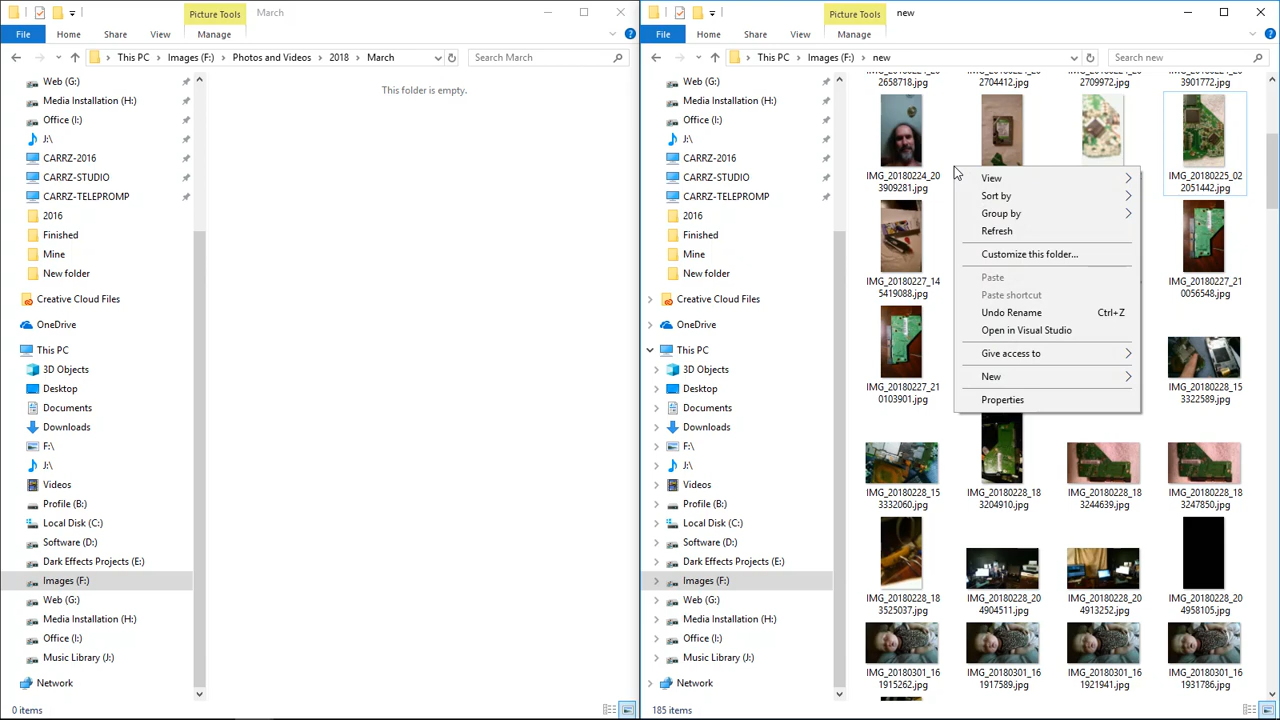 Picture Tools
March
File
Home
Share
View
Manage
This PC
Images (F:)
Photos and Videos
2018
March
Search March
Web (G:)
Media Installation (H:)
Office (I:)
J:\
CARRZ-2016
CARRZ-STUDIO
CARRZ-TELEPROMP
2016
Finished
Mine
New folder
Creative Cloud Files
OneDrive
This PC
3D Objects
Desktop
Documents
Downloads
F:\
J:\
Videos
Profile (B:)
Local Disk (C:)
Software (D:)
Dark Effects Projects (E:)
Images (F:)
Web (G:)
Media Installation (H:)
Office (I:)
Music Library (J:)
Network
0 items
This folder is empty.
Picture Tools
new
File
Home
Share
View
Manage
This PC
Images (F:)
new
Search new
Web (G:)
Media Installation (H:)
Office (I:)
J:\
CARRZ-2016
CARRZ-STUDIO
CARRZ-TELEPROMP
2016
Finished
Mine
New folder
Creative Cloud Files
OneDrive
This PC
3D Objects
Desktop
Documents
Downloads
F:\
J:\
Videos
Profile (B:)
Local Disk (C:)
Software (D:)
Dark Effects Projects (E:)
Images (F:)
Web (G:)
Media Installation (H:)
Office (I:)
Music Library (J:)
Network
185 items
2658718.jpg
2704412.jpg
2709972.jpg
3901772.jpg
IMG_20180224_20
3909281.jpg
IMG_20180225_02
2051442.jpg
IMG_20180227_14
5419088.jpg
IMG_20180227_21
0056548.jpg
IMG_20180227_21
0103901.jpg
IMG_20180228_15
3322589.jpg
IMG_20180228_15
3332060.jpg
IMG_20180228_18
3204910.jpg
IMG_20180228_18
3244639.jpg
IMG_20180228_18
3247850.jpg
IMG_20180228_18
3525037.jpg
IMG_20180228_20
4904511.jpg
IMG_20180228_20
4913252.jpg
IMG_20180228_20
4958105.jpg
IMG_20180301_16
1915262.jpg
IMG_20180301_16
1917589.jpg
IMG_20180301_16
1921941.jpg
IMG_20180301_16
1931786.jpg
View
Sort by
Group by
Refresh
Customize this folder...
Paste
Paste shortcut
Undo Rename Ctrl+Z
Open in Visual Studio
Give access to
New
Properties